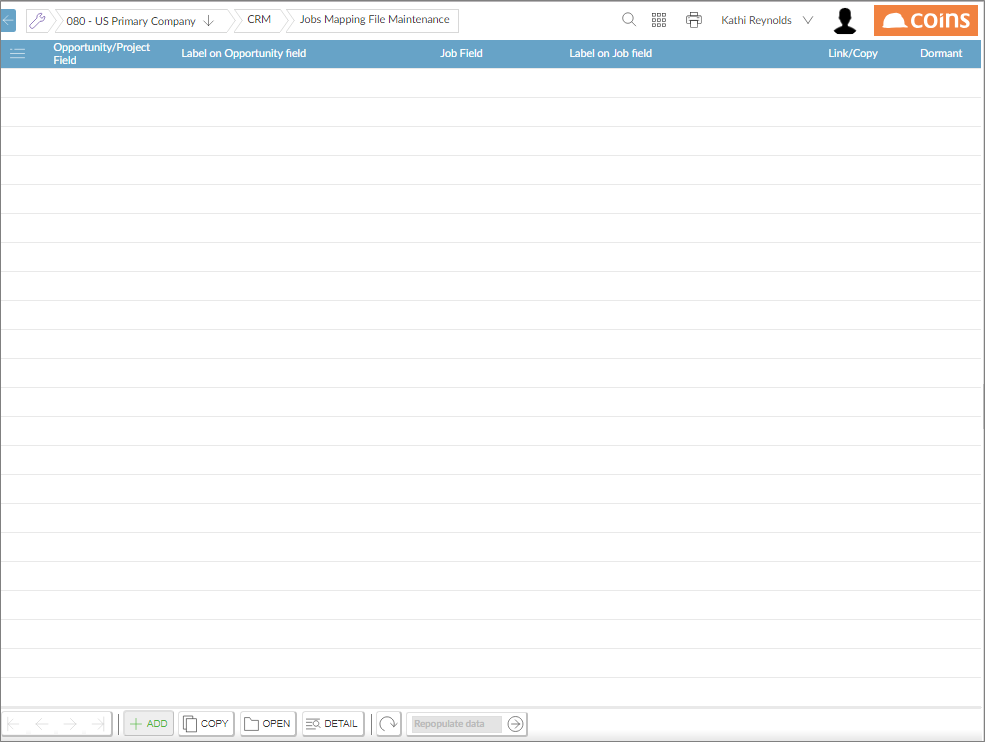 080 - US Primary Company
CRM
Jobs Mapping File Maintenance
Kathi Reynolds
coins
Opportunity/Project
Field
Label on Opportunity field
Job Field
Label on Job field
Link/Copy
Dormant
ADD
COPY
OPEN
DETAIL
Repopulate data